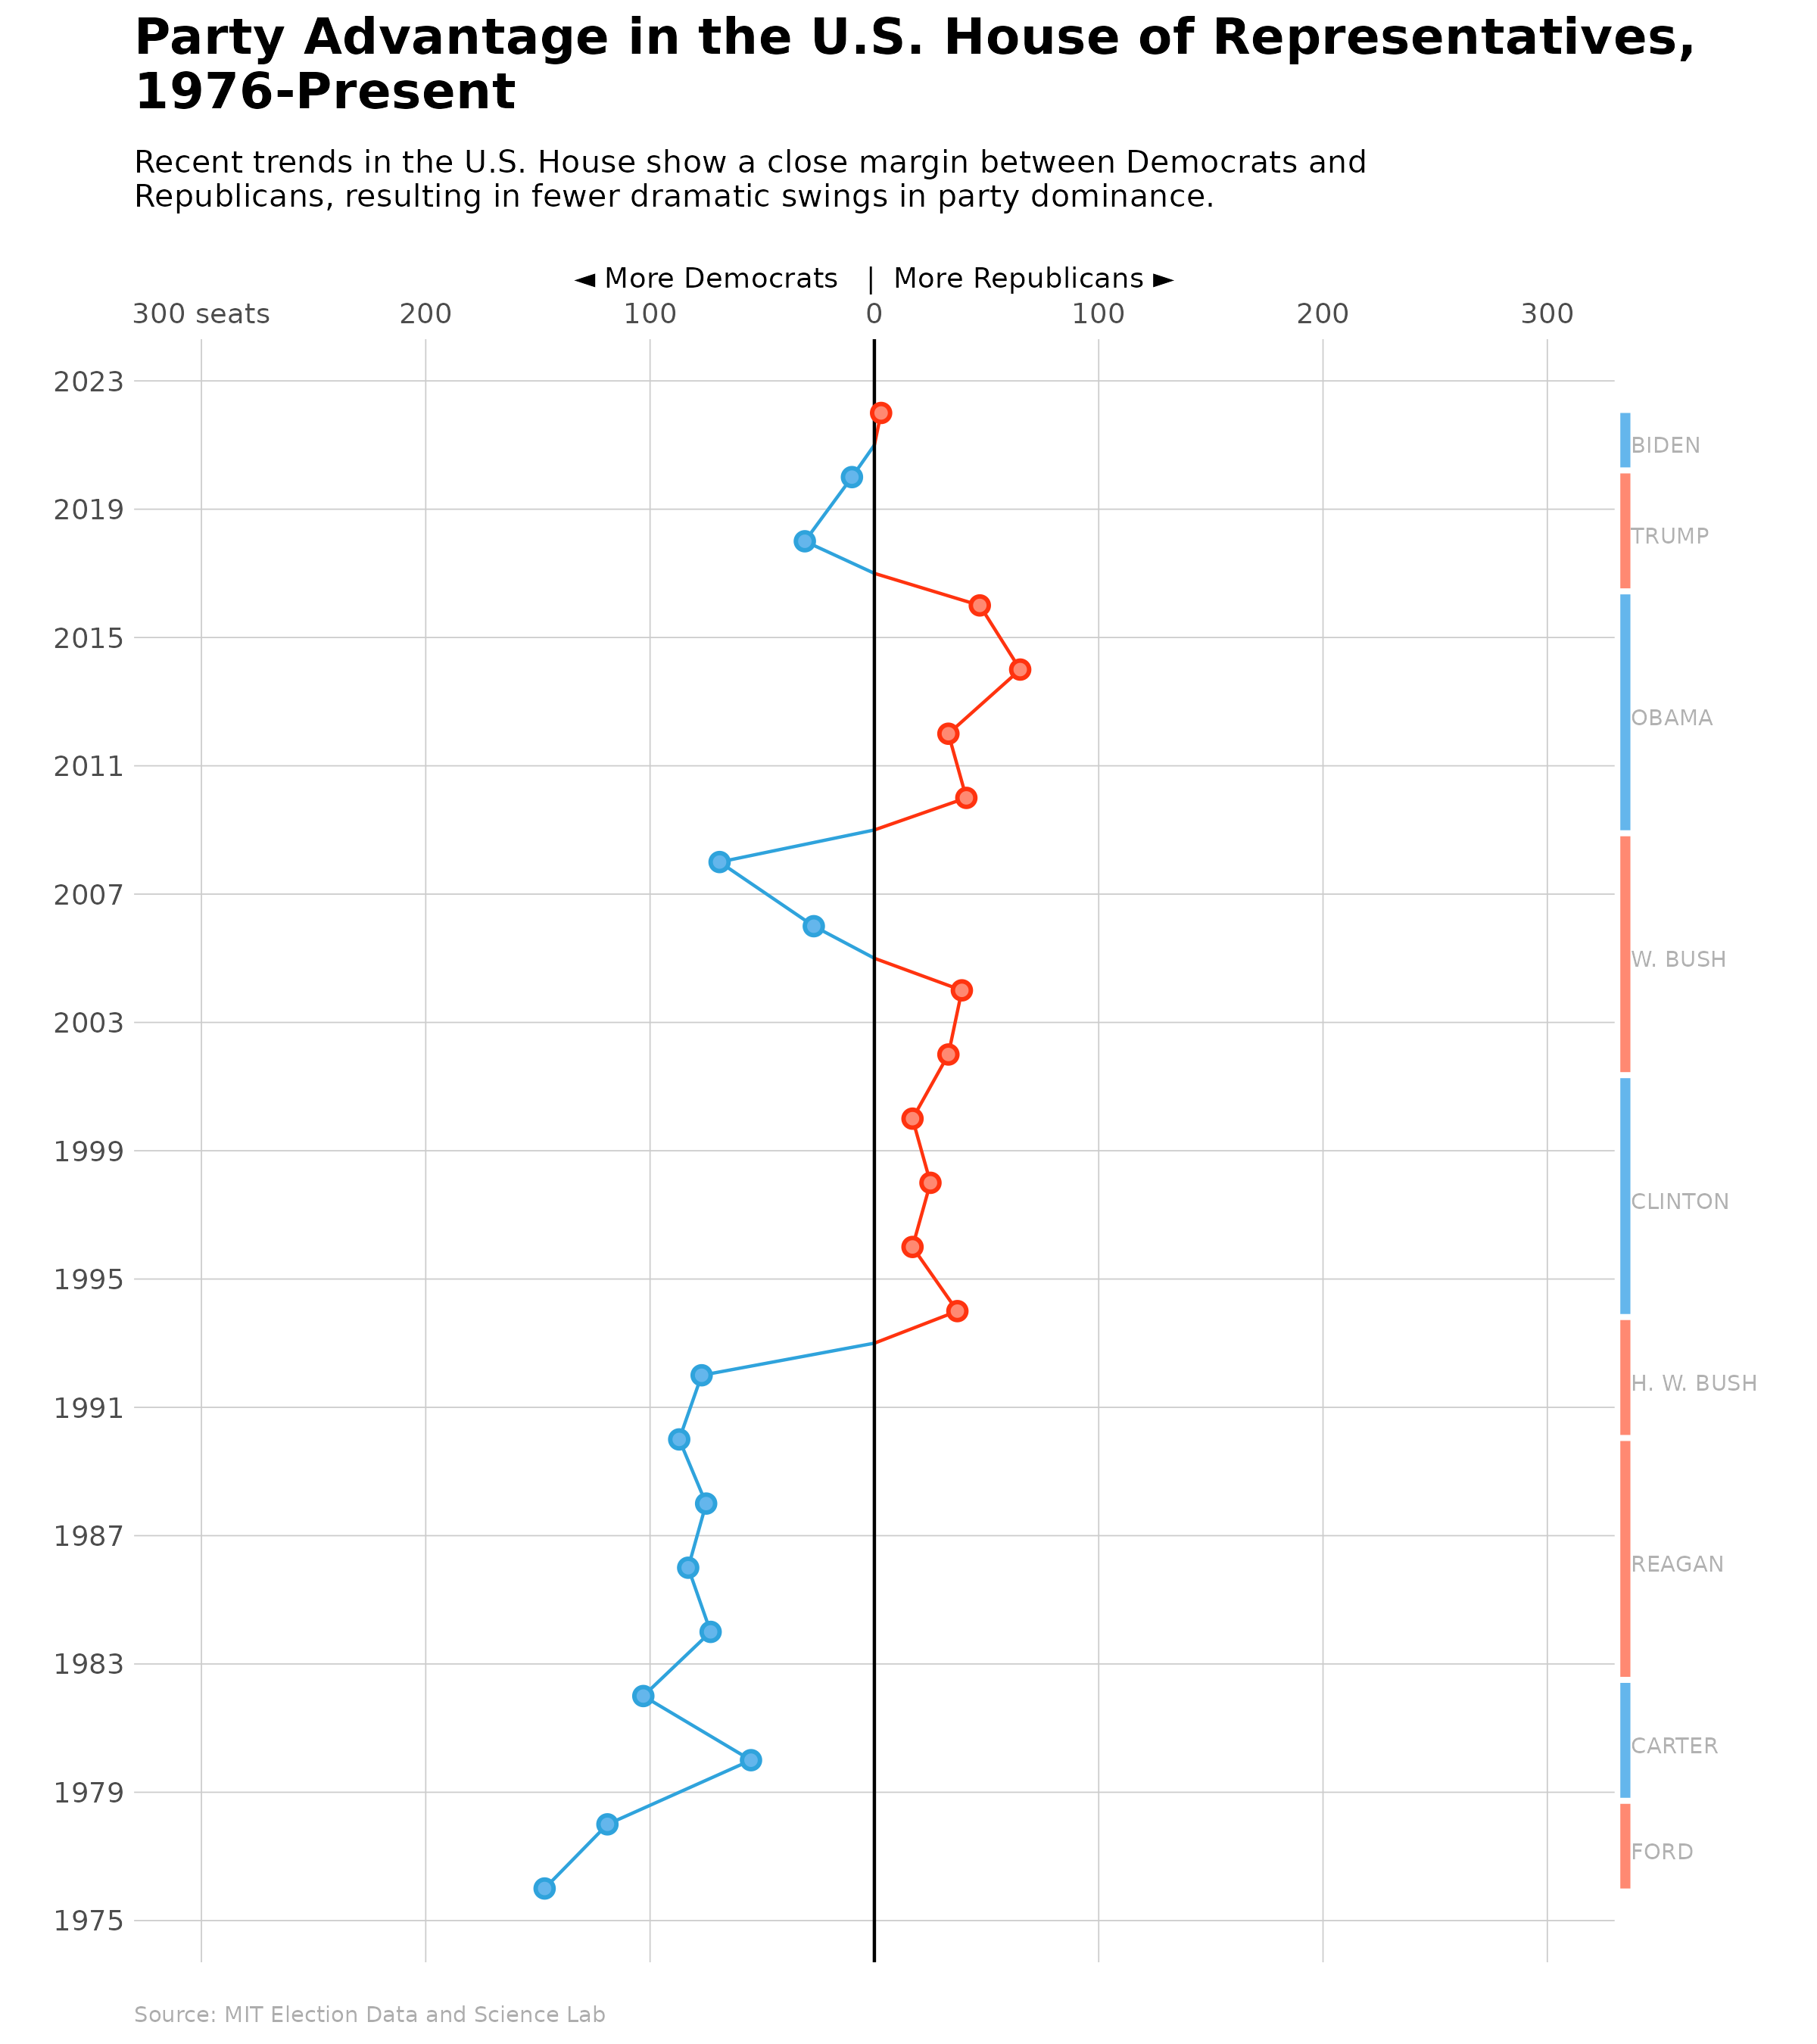 Party Advantage in the U.S. House of Representatives,
1976-Present
Recent trends in the U.S. House show a close margin between Democrats and
Republicans, resulting in fewer dramatic swings in party dominance.
◄ More Democrats | More Republicans ►
300 seats 200 100 0 100 200 300
2023
BIDEN
2019
TRUMP
2015
OBAMA
2011
2007
W. BUSH
2003
1999
CLINTON
1995
H. W. BUSH
1991
1987
REAGAN
1983
CARTER
1979
FORD
1975
Source: MIT Election Data and Science Lab